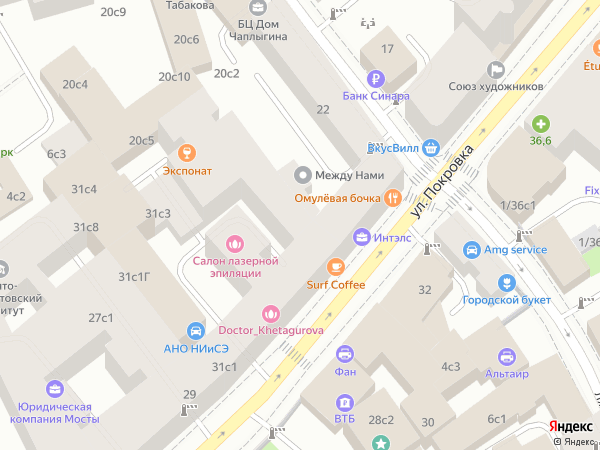 20с9
Табакова
БЦ Дом
Чаплыгина
20с6
17
20с4
20с10
20с2
Банк Синара
Союз художников
Étu
22
36,6
20с5
ВкусВилл
6с3
Экспонат
Между Нами
ул. Покровка
4с2
31с4
Омулёвая бочка
1/36с1
Fix
31с3
31с8
Интэлс
1/36
Салон лазерной
эпиляции
Amg service
31с1Г
Surf Coffee
32
Городской букет
27с1
Doctor_Khetagurova
АНО НИиСЭ
31с1
Фан
4с3
Альтаир
29
Юридическая
компания Мосты
ВТБ
28с2
30
6с1
Яндекс
© Яндекс